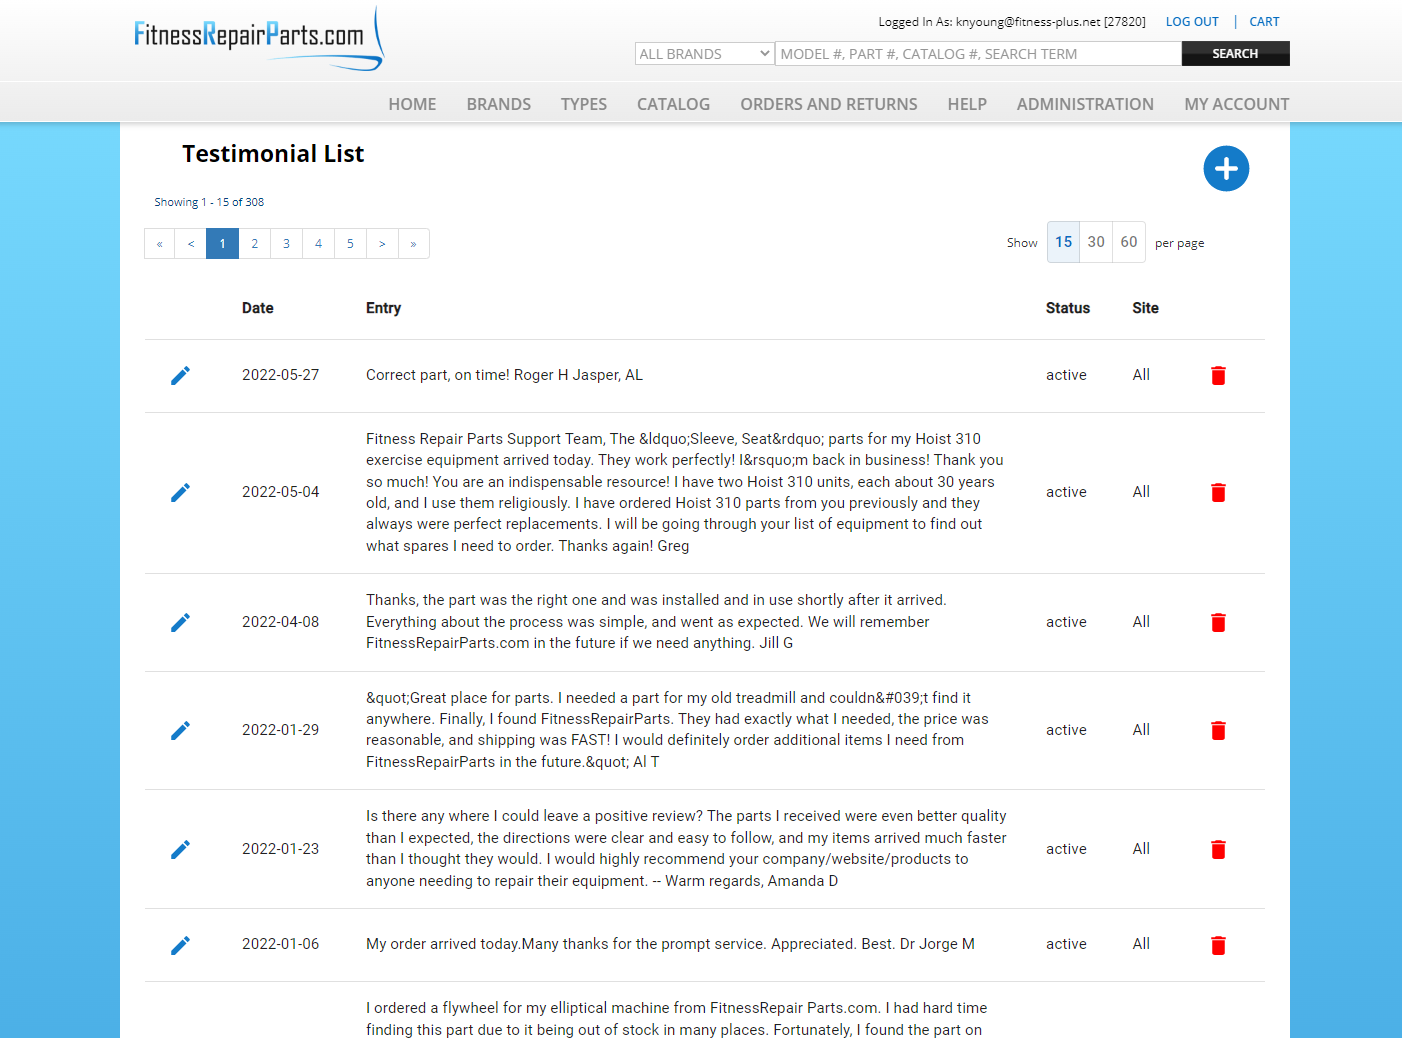 FitnessRepairParts.com
Logged In As: knyoung@fitness-plus.net [27820] LOG OUT | CART
ALL BRANDS MODEL #, PART #, CATALOG #, SEARCH TERM SEARCH
HOME BRANDS TYPES CATALOG ORDERS AND RETURNS HELP ADMINISTRATION MY ACCOUNT
Testimonial List
Showing 1 - 15 of 308
« < 1 2 3 4 5 > »
Show 15 30 60 per page
Date Entry Status Site
2022-05-27 Correct part, on time! Roger H Jasper, AL active All
Fitness Repair Parts Support Team, The &ldquo;Sleeve, Seat&rdquo; parts for my Hoist 310
exercise equipment arrived today. They work perfectly! I&rsquo;m back in business! Thank you
2022-05-04 so much! You are an indispensable resource! I have two Hoist 310 units, each about 30 years active All
old, and I use them religiously. I have ordered Hoist 310 parts from you previously and they
always were perfect replacements. I will be going through your list of equipment to find out
what spares I need to order. Thanks again! Greg
Thanks, the part was the right one and was installed and in use shortly after it arrived.
2022-04-08 Everything about the process was simple, and went as expected. We will remember active All
FitnessRepairParts.com in the future if we need anything. Jill G
&quot;Great place for parts. I needed a part for my old treadmill and couldn&#039;t find it
2022-01-29 anywhere. Finally, I found FitnessRepairParts. They had exactly what I needed, the price was active All
reasonable, and shipping was FAST! I would definitely order additional items I need from
FitnessRepairParts in the future.&quot; Al T
Is there any where I could leave a positive review? The parts I received were even better quality
2022-01-23 than I expected, the directions were clear and easy to follow, and my items arrived much faster active All
than I thought they would. I would highly recommend your company/website/products to
anyone needing to repair their equipment. -- Warm regards, Amanda D
2022-01-06 My order arrived today.Many thanks for the prompt service. Appreciated. Best. Dr Jorge M active All
I ordered a flywheel for my elliptical machine from FitnessRepair Parts.com. I had hard time
finding this part due to it being out of stock in many places. Fortunately, I found the part on